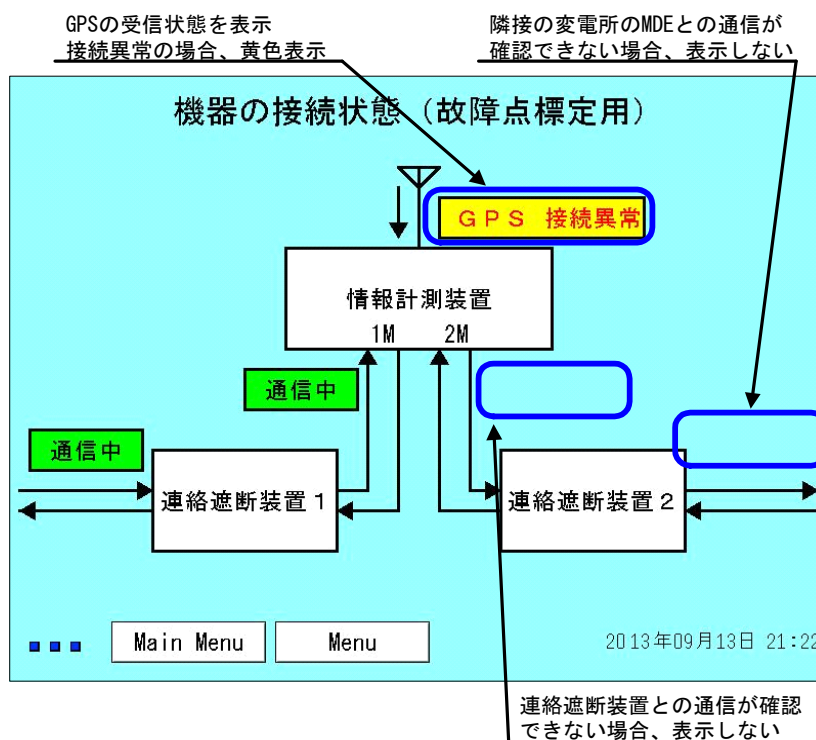 GPSの受信状態を表示
接続異常の場合、黄色表示
隣接の変電所のMDEとの通信が
確認できない場合、表示しない
機器の接続状態（故障点標定用）
ＧＰＳ 接続異常
情報計測装置
1M 2M
通信中
通信中
連絡遮断装置１
連絡遮断装置２
Main Menu
Menu
2013年09月13日 21:22
連絡遮断装置との通信が確認
できない場合、表示しない